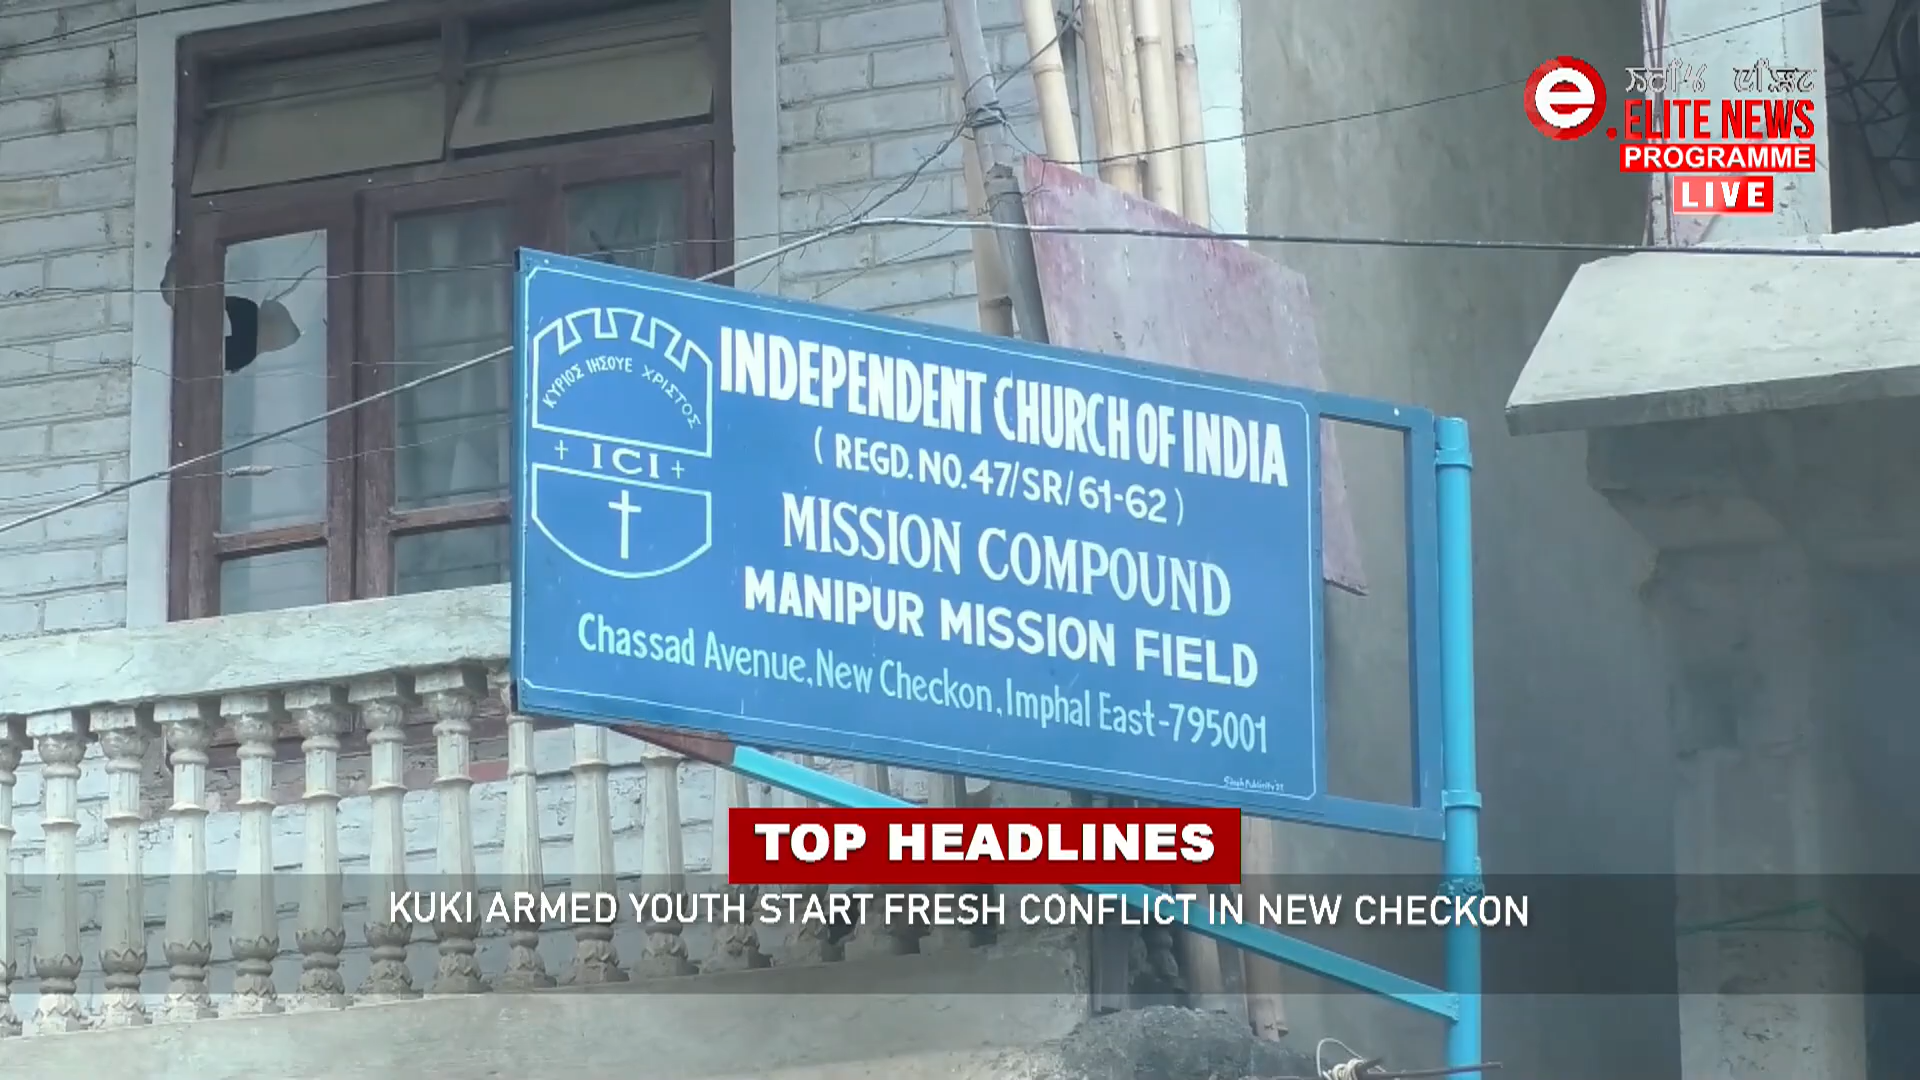 e.
ELITE NEWS
PROGRAMME
LIVE
ΚΥΡΙΟΣ ΙΗΣΟΥΕ ΧΡΙΣΤΟΣ
+ ICI +
INDEPENDENT CHURCH OF INDIA
( REGD. NO. 47/SR/61-62 )
MISSION COMPOUND
MANIPUR MISSION FIELD
Chassad Avenue, New Checkon, Imphal East-795001
TOP HEADLINES
KUKI ARMED YOUTH START FRESH CONFLICT IN NEW CHECKON